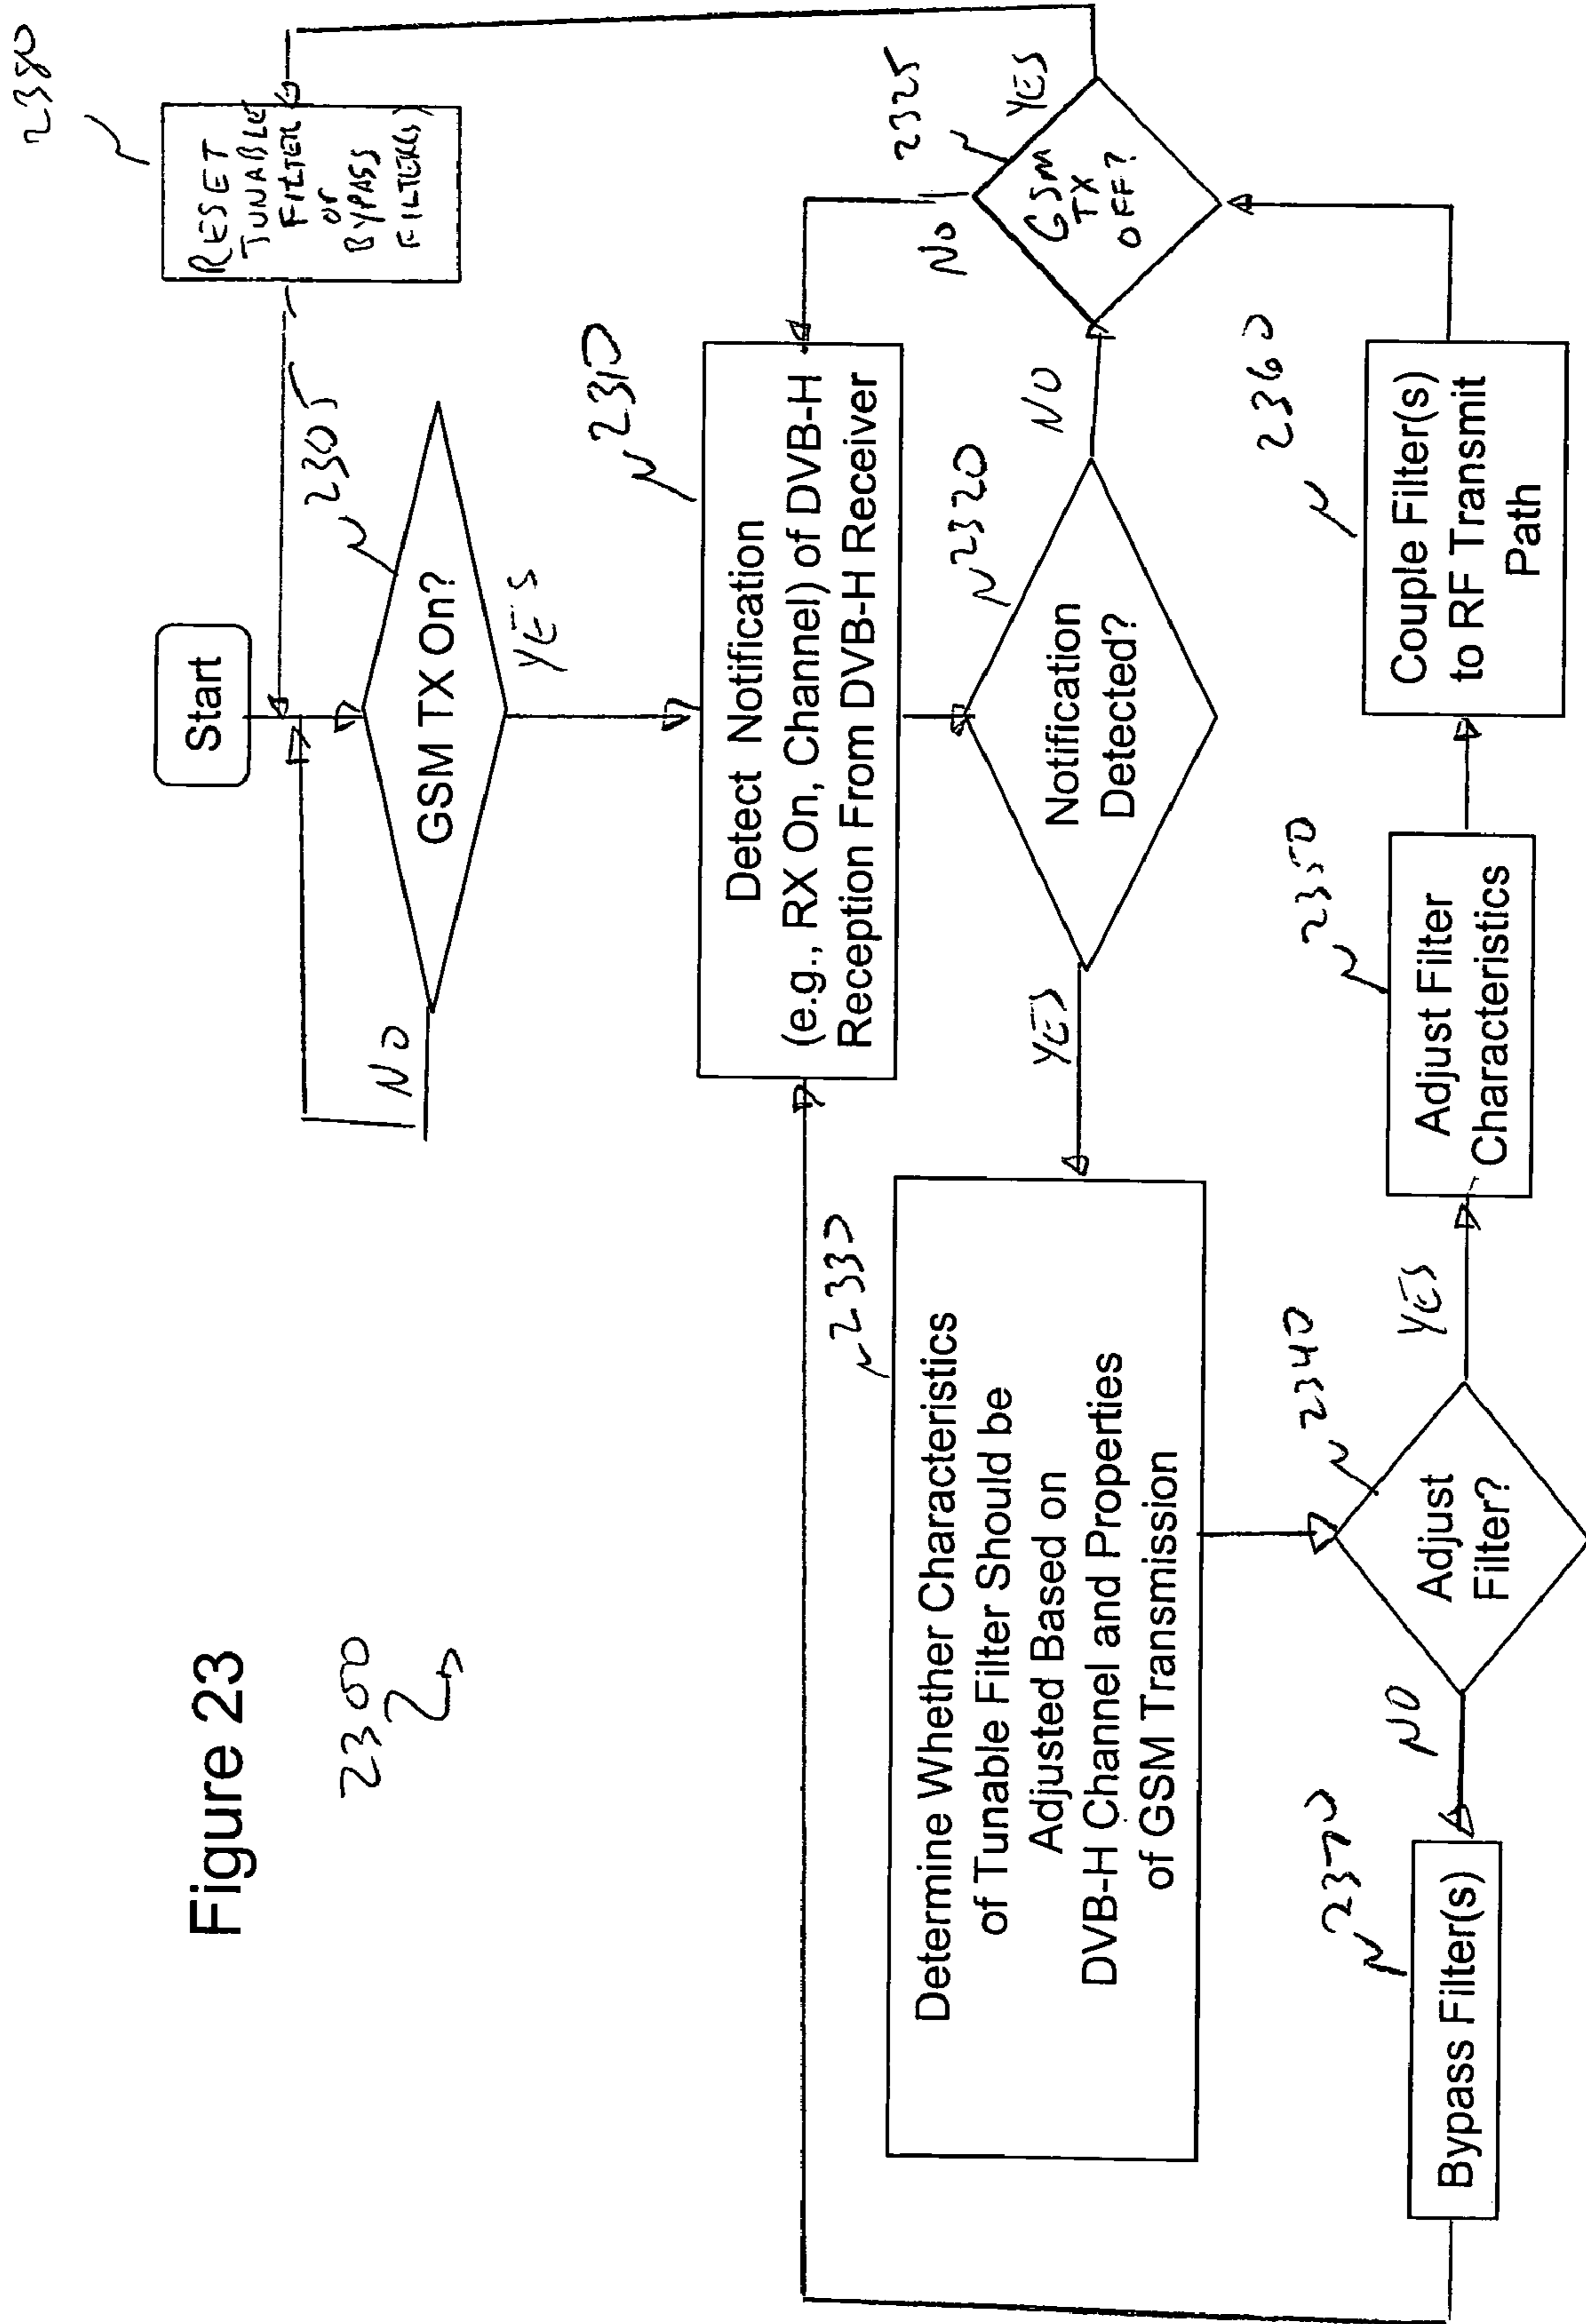 Figure 23
2300
Start
2380
RESET
TUNABLE
FILTER
or
BYPASS
FILTER(S)
2305
GSM TX On?
NO
YES
2310
Detect Notification
(e.g., RX On, Channel) of DVB-H
Reception From DVB-H Receiver
2320
Notification
Detected?
YES
NO
2325
GSM
TX
OFF?
NO
YES
2330
Determine Whether Characteristics
of Tunable Filter Should be
Adjusted Based on
DVB-H Channel and Properties
of GSM Transmission
2340
Adjust
Filter?
NO
YES
2370
Bypass Filter(s)
2350
Adjust Filter
Characteristics
2360
Couple Filter(s)
to RF Transmit
Path